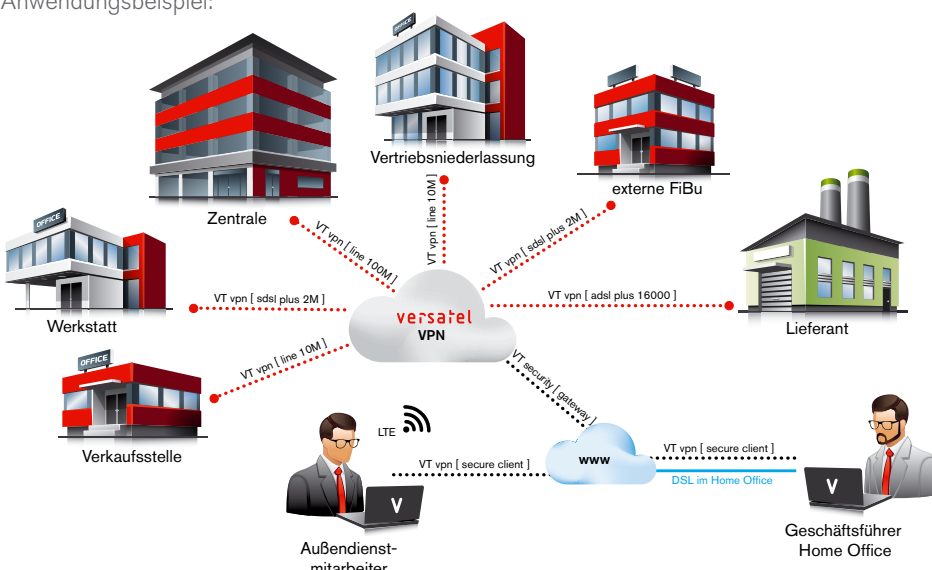 Anwendungsbeispiel:
OFFICE
Vertriebsniederlassung
externe FiBu
Zentrale
VT vpn [ line 100M ]
VT vpn [ line 10M ]
VT vpn [ sdsl plus 2M ]
OFFICE
Werkstatt
VT vpn [ sdsl plus 2M ]
VT vpn [ adsl plus 16000 ]
Lieferant
versatel
VPN
OFFICE
Verkaufsstelle
VT vpn [ line 10M ]
VT security [ gateway ]
LTE
VT vpn [ secure client ]
www
VT vpn [ secure client ]
DSL im Home Office
V
V
Außendienst-
mitarbeiter
Geschäftsführer
Home Office